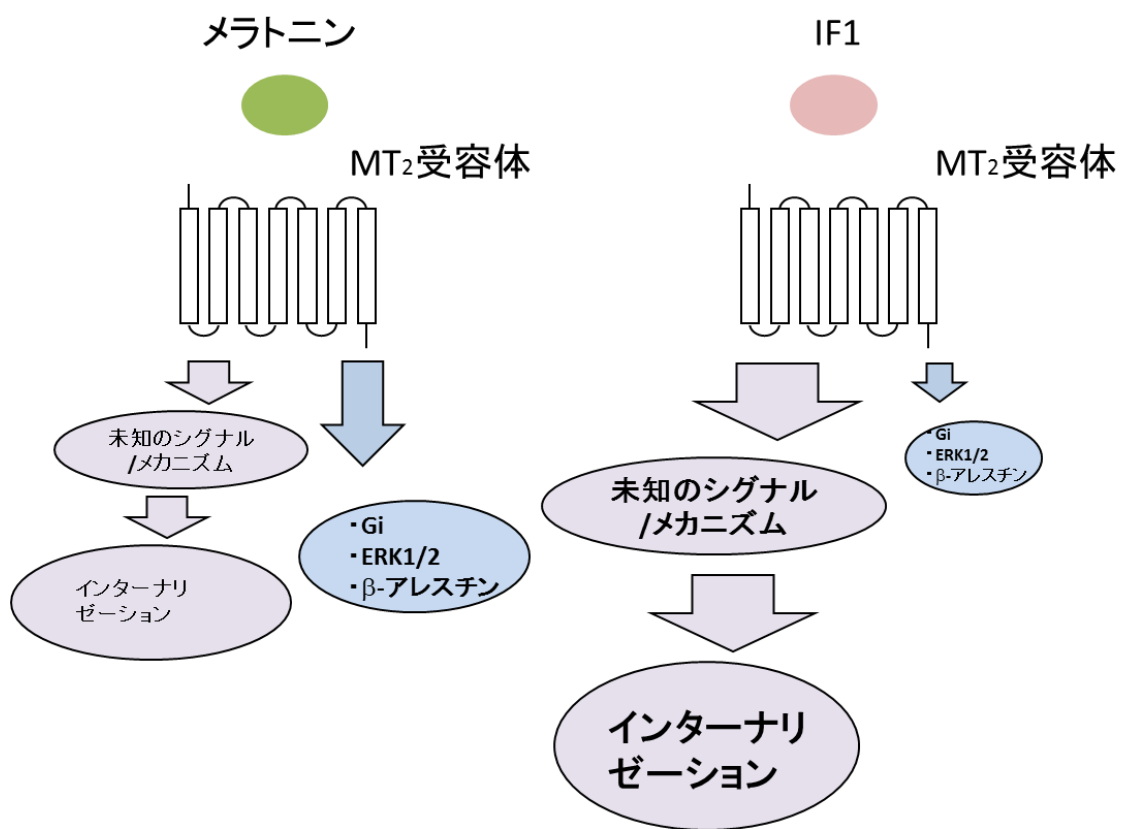 メラトニン
MT2受容体
未知のシグナル
/メカニズム
インターナリ
ゼーション
・Gi
・ERK1/2
・β-アレスチン
IF1
MT2受容体
・Gi
・ERK1/2
・β-アレスチン
未知のシグナル
/メカニズム
インターナリ
ゼーション